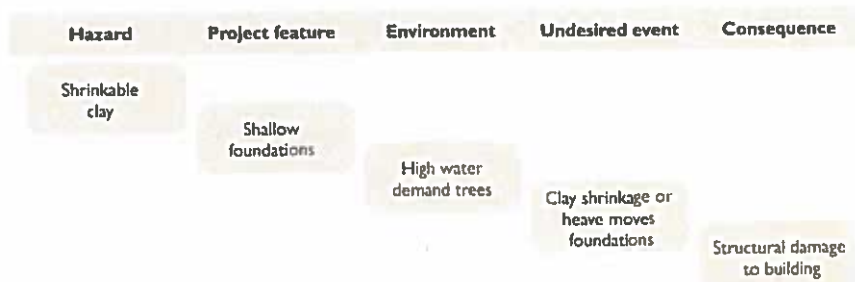 Hazard Project feature Environment Undesired event Consequence
Shrinkable
clay
Shallow
foundations
High water
demand trees
Clay shrinkage or
heave moves
foundations
Structural damage
to building